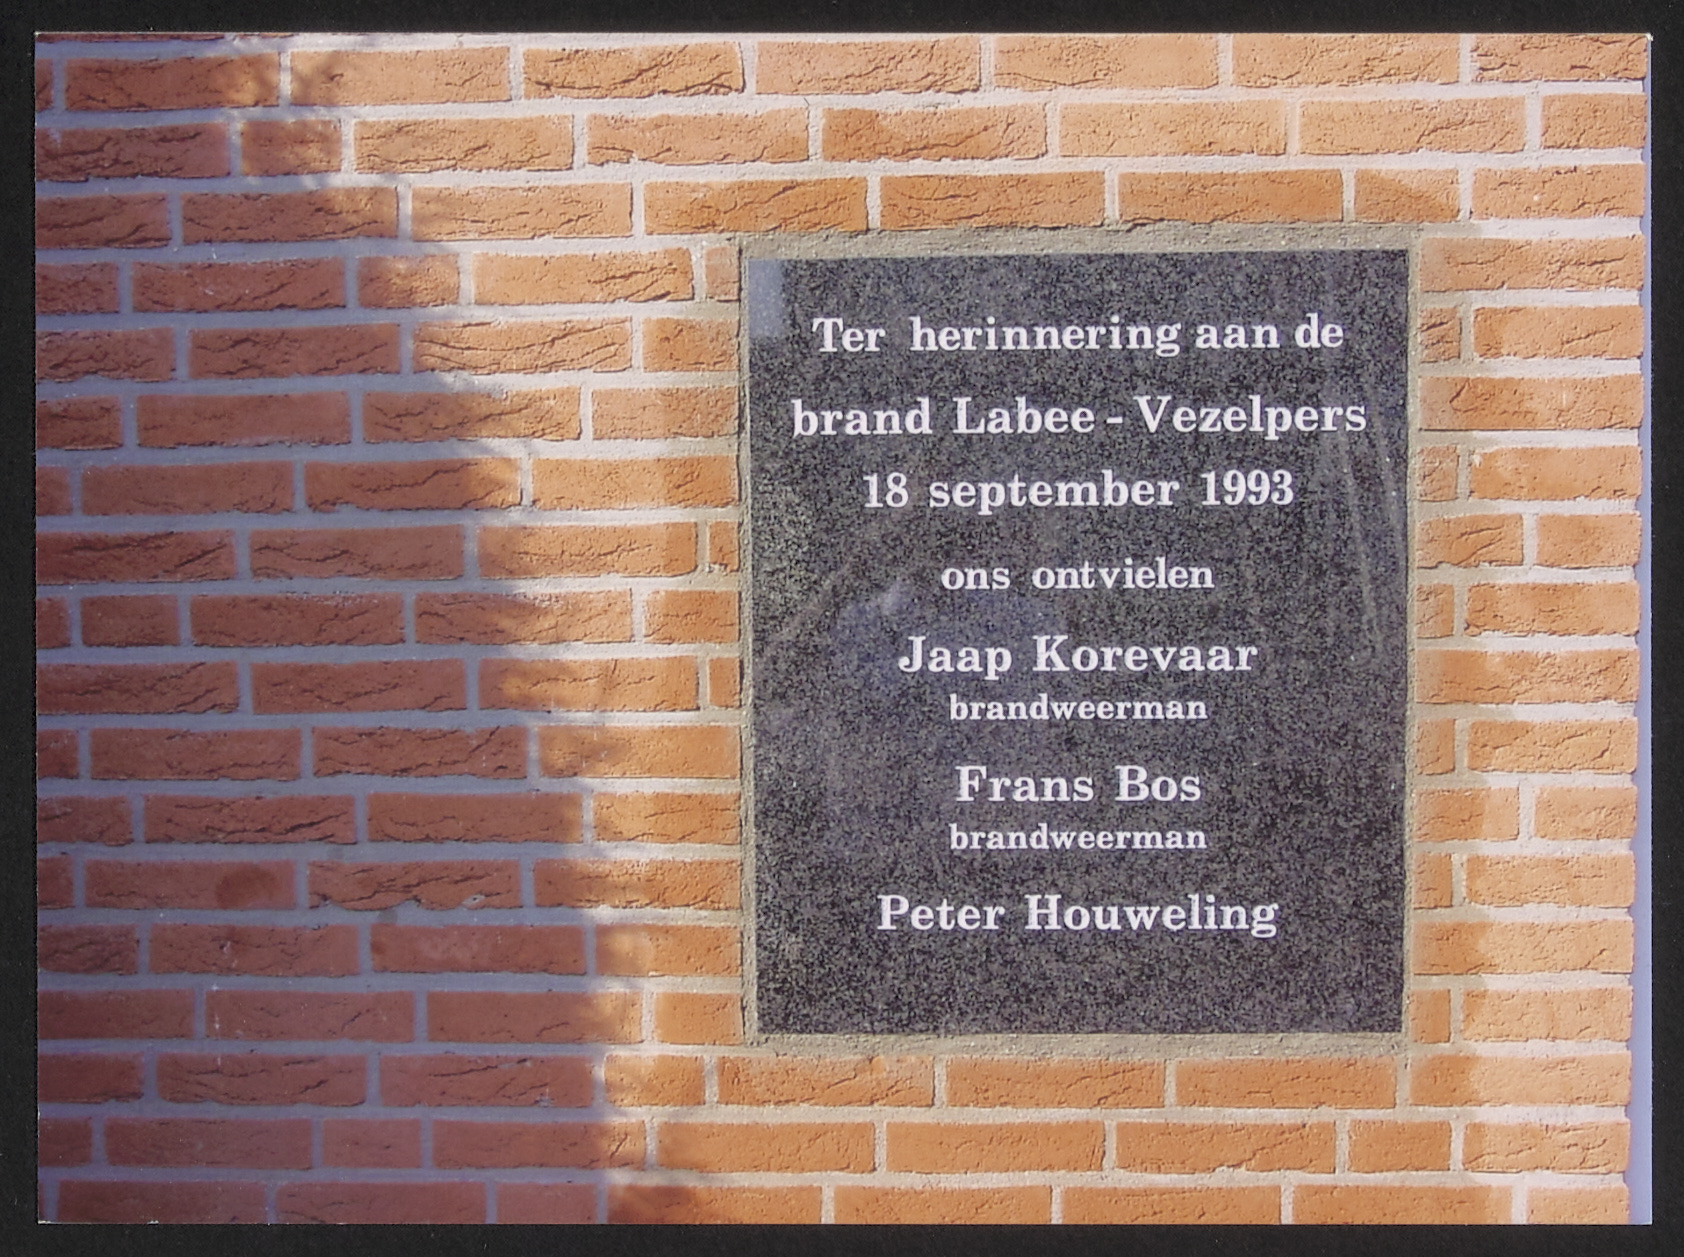 Ter herinnering aan de
brand Labee - Vezelpers
18 september 1993
ons ontvielen
Jaap Korevaar
brandweerman
Frans Bos
brandweerman
Peter Houweling